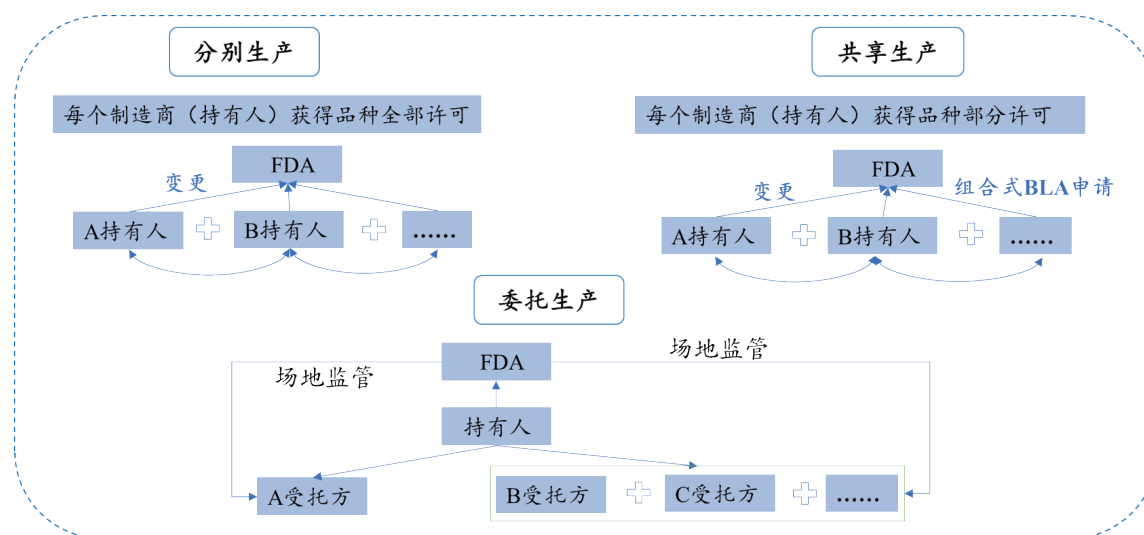 分别生产
每个制造商（持有人）获得品种全部许可
FDA
变更
A持有人
B持有人
……
共享生产
每个制造商（持有人）获得品种部分许可
FDA
变更
组合式BLA申请
A持有人
B持有人
……
委托生产
FDA
场地监管
场地监管
持有人
A受托方
B受托方
C受托方
……